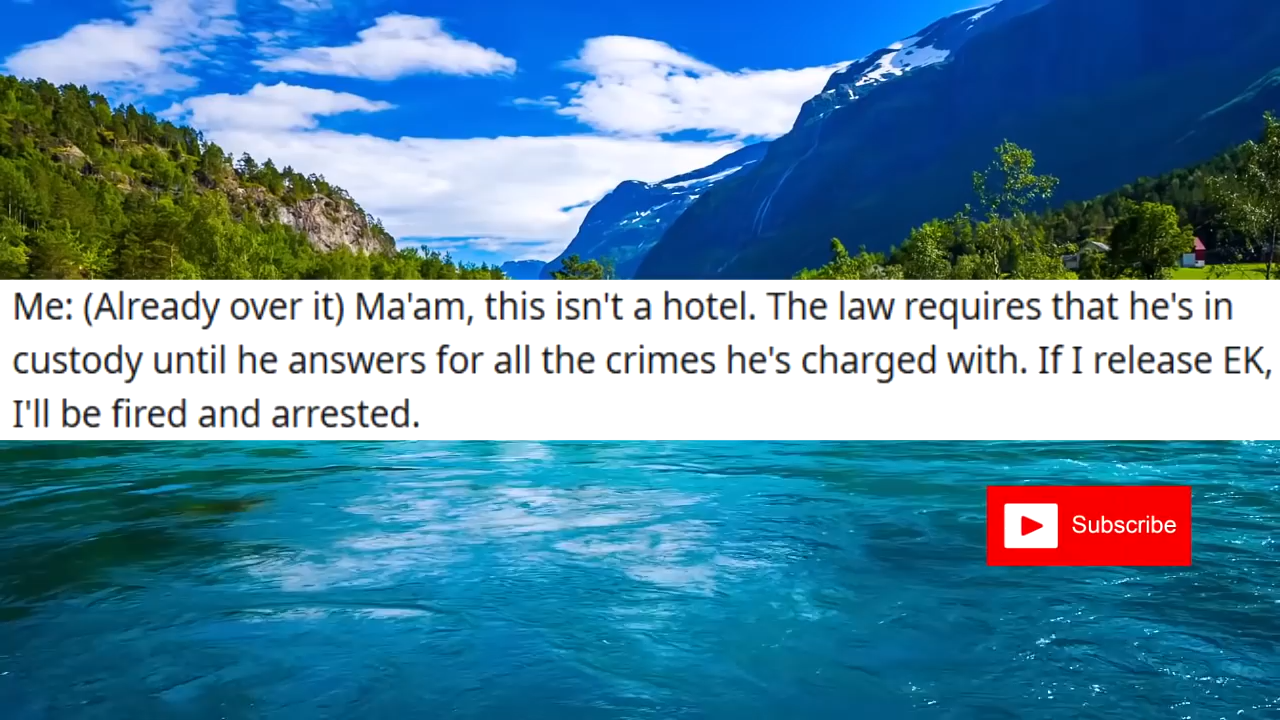 Me: (Already over it) Ma'am, this isn't a hotel. The law requires that he's in
custody until he answers for all the crimes he's charged with. If I release EK,
I'll be fired and arrested.
Subscribe